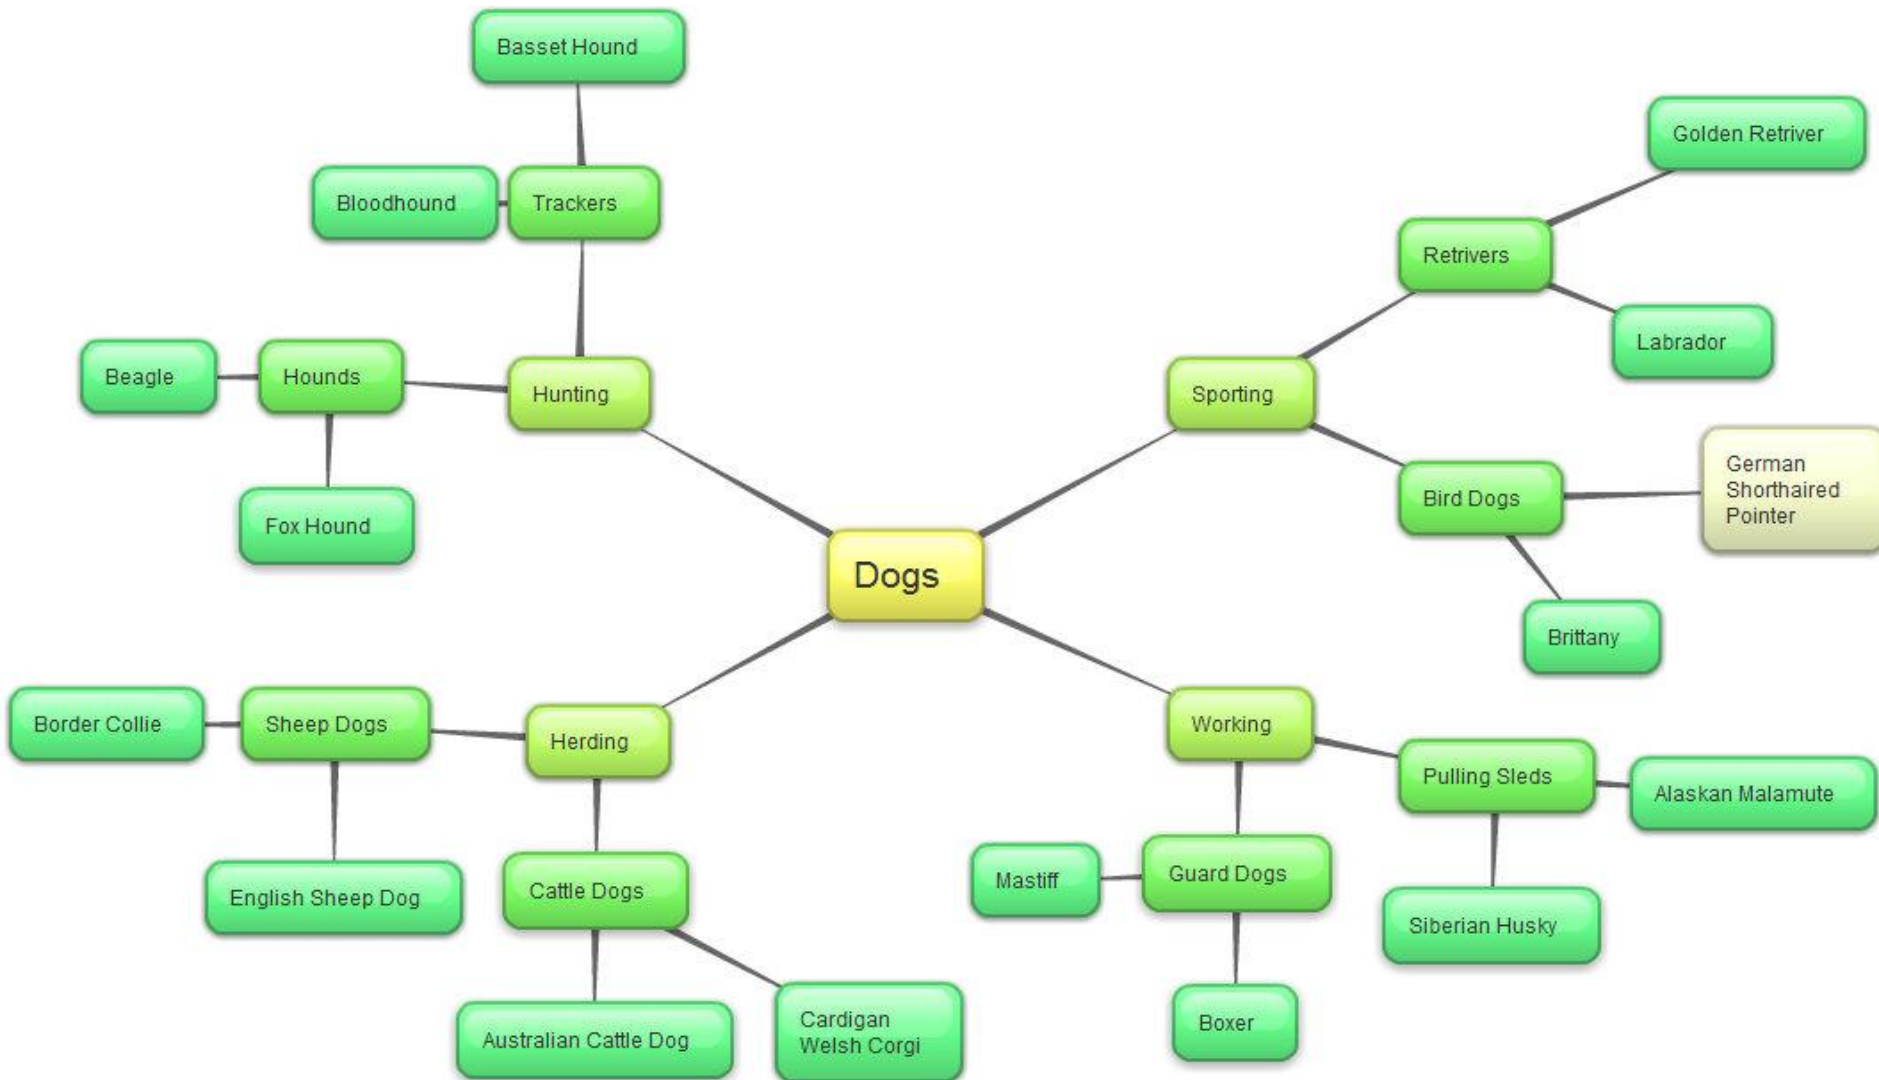 Basset Hound
Golden Retriver
Bloodhound
Trackers
Retrivers
Labrador
Beagle
Hounds
Hunting
Sporting
German
Shorthaired
Pointer
Bird Dogs
Fox Hound
Dogs
Brittany
Border Collie
Sheep Dogs
Herding
Working
Pulling Sleds
Alaskan Malamute
English Sheep Dog
Cattle Dogs
Mastiff
Guard Dogs
Siberian Husky
Australian Cattle Dog
Cardigan
Welsh Corgi
Boxer